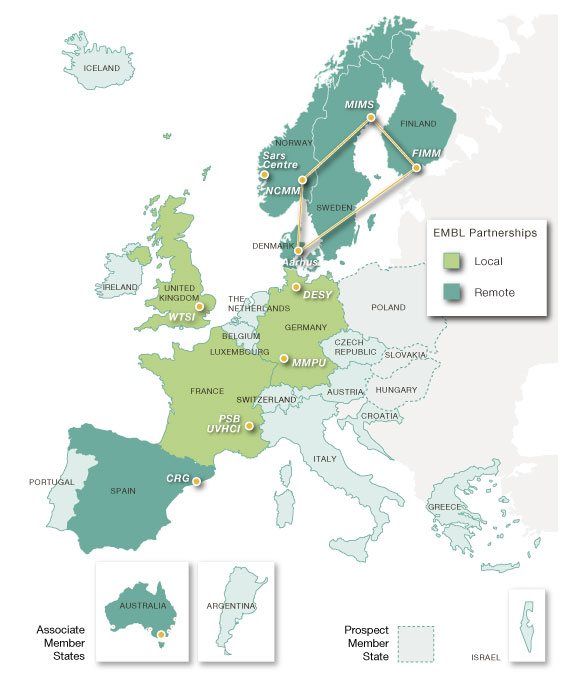 ICELAND
MIMS
FINLAND
NORWAY
Sars
Centre
FIMM
NCMM
SWEDEN
DENMARK
Aarhus
EMBL Partnerships
Local
Remote
IRELAND
UNITED
KINGDOM
WTSI
THE
NETHERLANDS
DESY
POLAND
BELGIUM
GERMANY
LUXEMBOURG
CZECH
REPUBLIC
SLOVAKIA
MMPU
FRANCE
SWITZERLAND
AUSTRIA
HUNGARY
CROATIA
PSB
UVHCI
ITALY
CRG
PORTUGAL
SPAIN
GREECE
AUSTRALIA
ARGENTINA
Associate
Member
States
Prospect
Member
State
ISRAEL